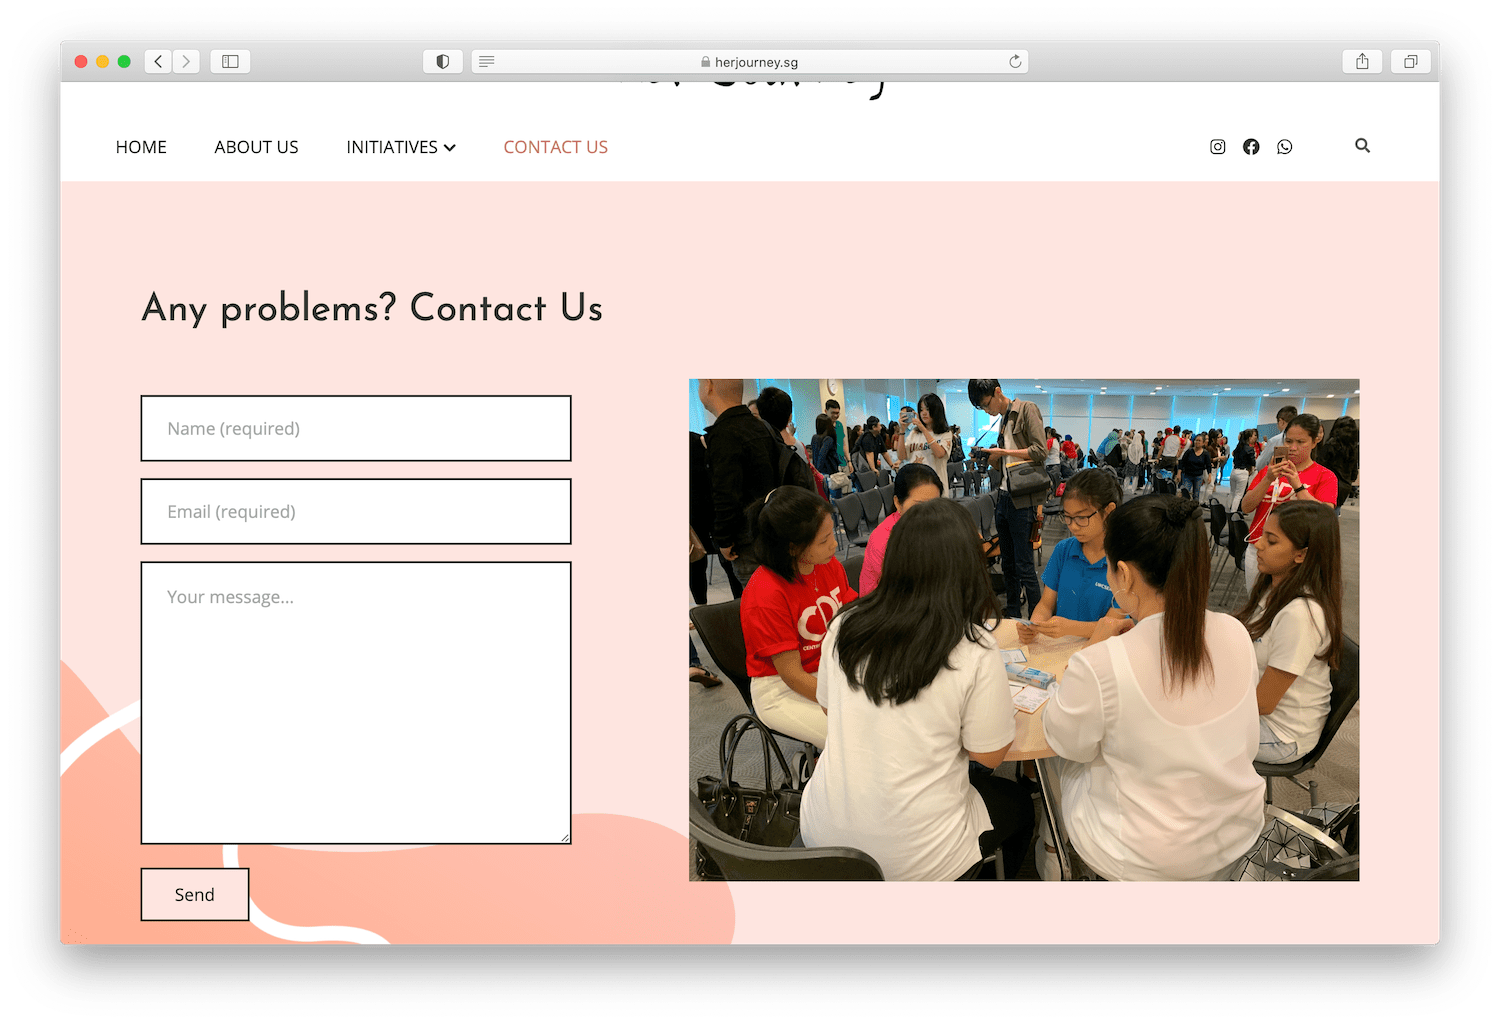 herjourney.sg
HOME
ABOUT US
INITIATIVES
CONTACT US
Any problems? Contact Us
Name (required)
Email (required)
Your message...
Send